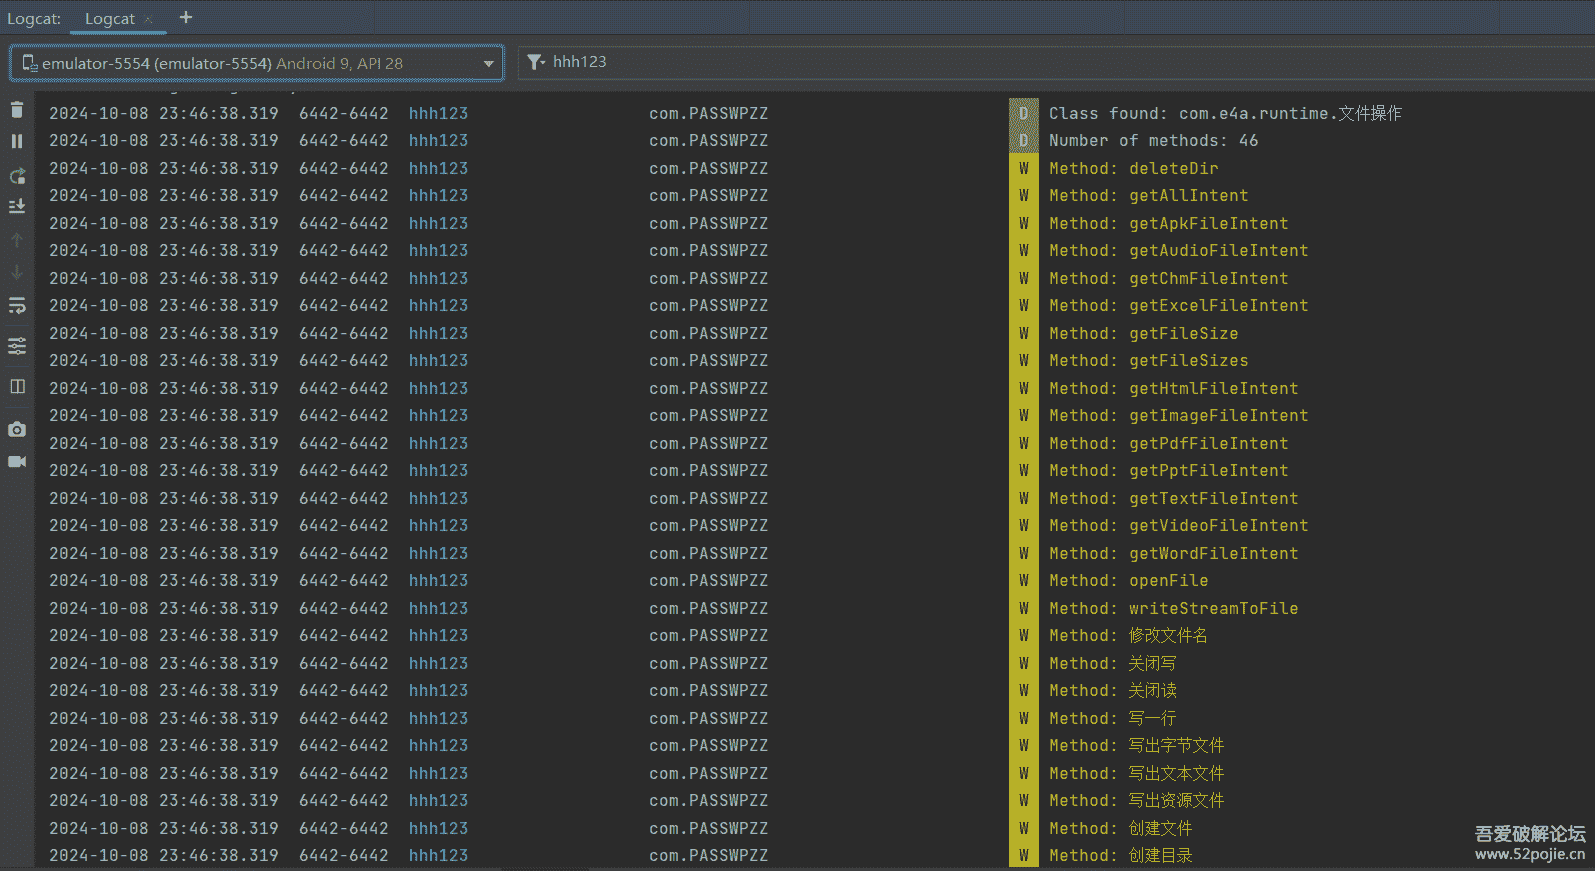 Logcat: Logcat × +
emulator-5554 (emulator-5554) Android 9, API 28 hhh123
2024-10-08 23:46:38.319 6442-6442 hhh123 com.PASSWPZZ D Class found: com.e4a.runtime.文件操作
2024-10-08 23:46:38.319 6442-6442 hhh123 com.PASSWPZZ D Number of methods: 46
2024-10-08 23:46:38.319 6442-6442 hhh123 com.PASSWPZZ W Method: deleteDir
2024-10-08 23:46:38.319 6442-6442 hhh123 com.PASSWPZZ W Method: getAllIntent
2024-10-08 23:46:38.319 6442-6442 hhh123 com.PASSWPZZ W Method: getApkFileIntent
2024-10-08 23:46:38.319 6442-6442 hhh123 com.PASSWPZZ W Method: getAudioFileIntent
2024-10-08 23:46:38.319 6442-6442 hhh123 com.PASSWPZZ W Method: getChmFileIntent
2024-10-08 23:46:38.319 6442-6442 hhh123 com.PASSWPZZ W Method: getExcelFileIntent
2024-10-08 23:46:38.319 6442-6442 hhh123 com.PASSWPZZ W Method: getFileSize
2024-10-08 23:46:38.319 6442-6442 hhh123 com.PASSWPZZ W Method: getFileSizes
2024-10-08 23:46:38.319 6442-6442 hhh123 com.PASSWPZZ W Method: getHtmlFileIntent
2024-10-08 23:46:38.319 6442-6442 hhh123 com.PASSWPZZ W Method: getImageFileIntent
2024-10-08 23:46:38.319 6442-6442 hhh123 com.PASSWPZZ W Method: getPdfFileIntent
2024-10-08 23:46:38.319 6442-6442 hhh123 com.PASSWPZZ W Method: getPptFileIntent
2024-10-08 23:46:38.319 6442-6442 hhh123 com.PASSWPZZ W Method: getTextFileIntent
2024-10-08 23:46:38.319 6442-6442 hhh123 com.PASSWPZZ W Method: getVideoFileIntent
2024-10-08 23:46:38.319 6442-6442 hhh123 com.PASSWPZZ W Method: getWordFileIntent
2024-10-08 23:46:38.319 6442-6442 hhh123 com.PASSWPZZ W Method: openFile
2024-10-08 23:46:38.319 6442-6442 hhh123 com.PASSWPZZ W Method: writeStreamToFile
2024-10-08 23:46:38.319 6442-6442 hhh123 com.PASSWPZZ W Method: 修改文件名
2024-10-08 23:46:38.319 6442-6442 hhh123 com.PASSWPZZ W Method: 关闭写
2024-10-08 23:46:38.319 6442-6442 hhh123 com.PASSWPZZ W Method: 关闭读
2024-10-08 23:46:38.319 6442-6442 hhh123 com.PASSWPZZ W Method: 写一行
2024-10-08 23:46:38.319 6442-6442 hhh123 com.PASSWPZZ W Method: 写出字节文件
2024-10-08 23:46:38.319 6442-6442 hhh123 com.PASSWPZZ W Method: 写出文本文件
2024-10-08 23:46:38.319 6442-6442 hhh123 com.PASSWPZZ W Method: 写出资源文件
2024-10-08 23:46:38.319 6442-6442 hhh123 com.PASSWPZZ W Method: 创建文件
2024-10-08 23:46:38.319 6442-6442 hhh123 com.PASSWPZZ W Method: 创建目录
吾爱破解论坛
www.52pojie.cn